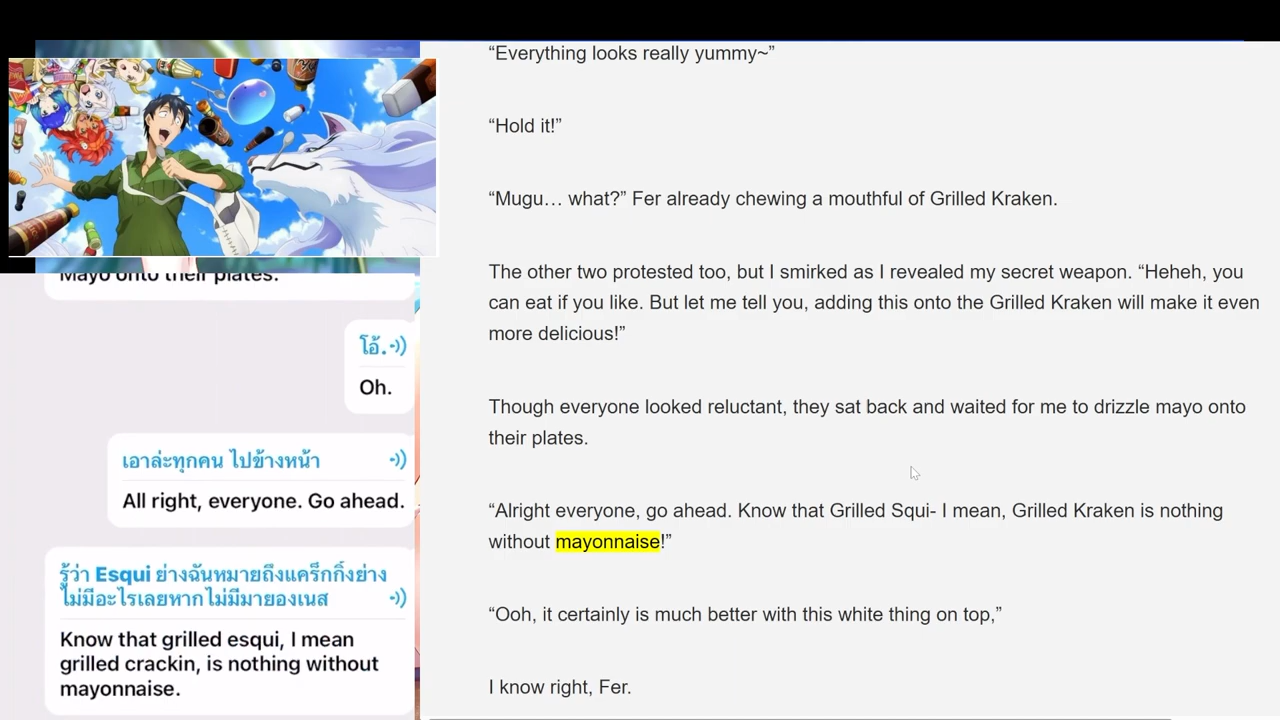 Mayo onto their plates.
โอ้.
Oh.
เอาล่ะทุกคน ไปข้างหน้า
All right, everyone. Go ahead.
รู้ว่า Esqui ย่างฉันหมายถึงแคร็กกิ้งย่าง
ไม่มีอะไรเลยหากไม่มีมายองเนส
Know that grilled esqui, I mean
grilled crackin, is nothing without
mayonnaise.
“Everything looks really yummy~”
“Hold it!”
“Mugu… what?” Fer already chewing a mouthful of Grilled Kraken.
The other two protested too, but I smirked as I revealed my secret weapon. “Heheh, you
can eat if you like. But let me tell you, adding this onto the Grilled Kraken will make it even
more delicious!”
Though everyone looked reluctant, they sat back and waited for me to drizzle mayo onto
their plates.
“Alright everyone, go ahead. Know that Grilled Squi- I mean, Grilled Kraken is nothing
without mayonnaise!”
“Ooh, it certainly is much better with this white thing on top,”
I know right, Fer.